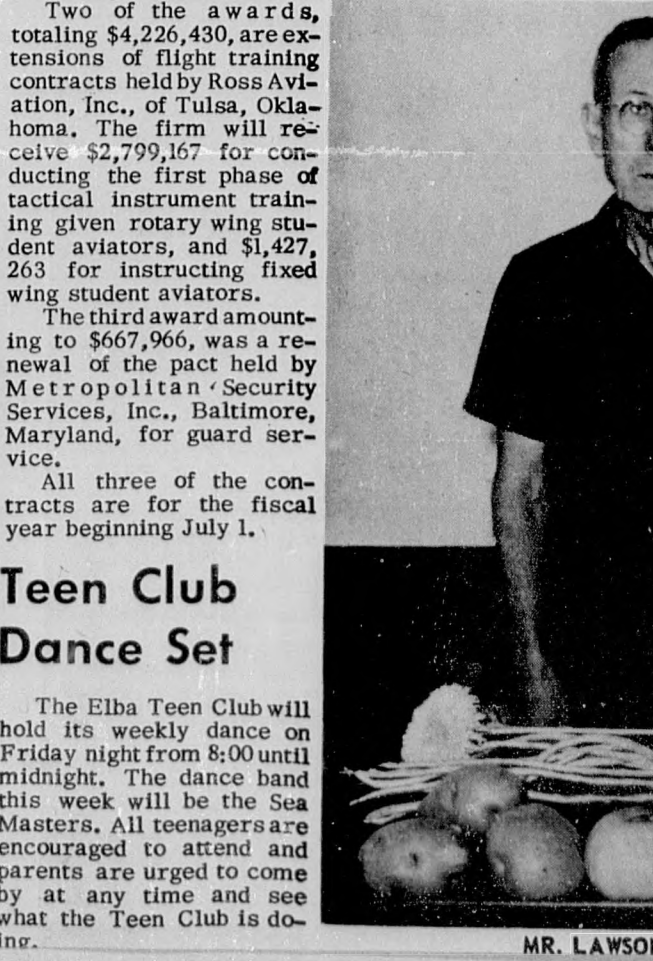 Two of the awards,
totaling $4,226,430, are ex-
tensions of flight training
contracts held by Ross Avi-
ation, Inc., of Tulsa, Okla-
homa. The firm will re-
ceive $2,799,167 for con-
ducting the first phase of
tactical instrument train-
ing given rotary wing stu-
dent aviators, and $1,427,
263 for instructing fixed
wing student aviators.
The third award amount-
ing to $667,966, was a re-
newal of the pact held by
Metropolitan Security
Services, Inc., Baltimore,
Maryland, for guard ser-
vice.
All three of the con-
tracts are for the fiscal
year beginning July 1.
Teen Club
Dance Set
The Elba Teen Club will
hold its weekly dance on
Friday night from 8:00 until
midnight. The dance band
this week will be the Sea
Masters. All teenagers are
encouraged to attend and
parents are urged to come
by at any time and see
what the Teen Club is do-
ing.
MR. LAWSON